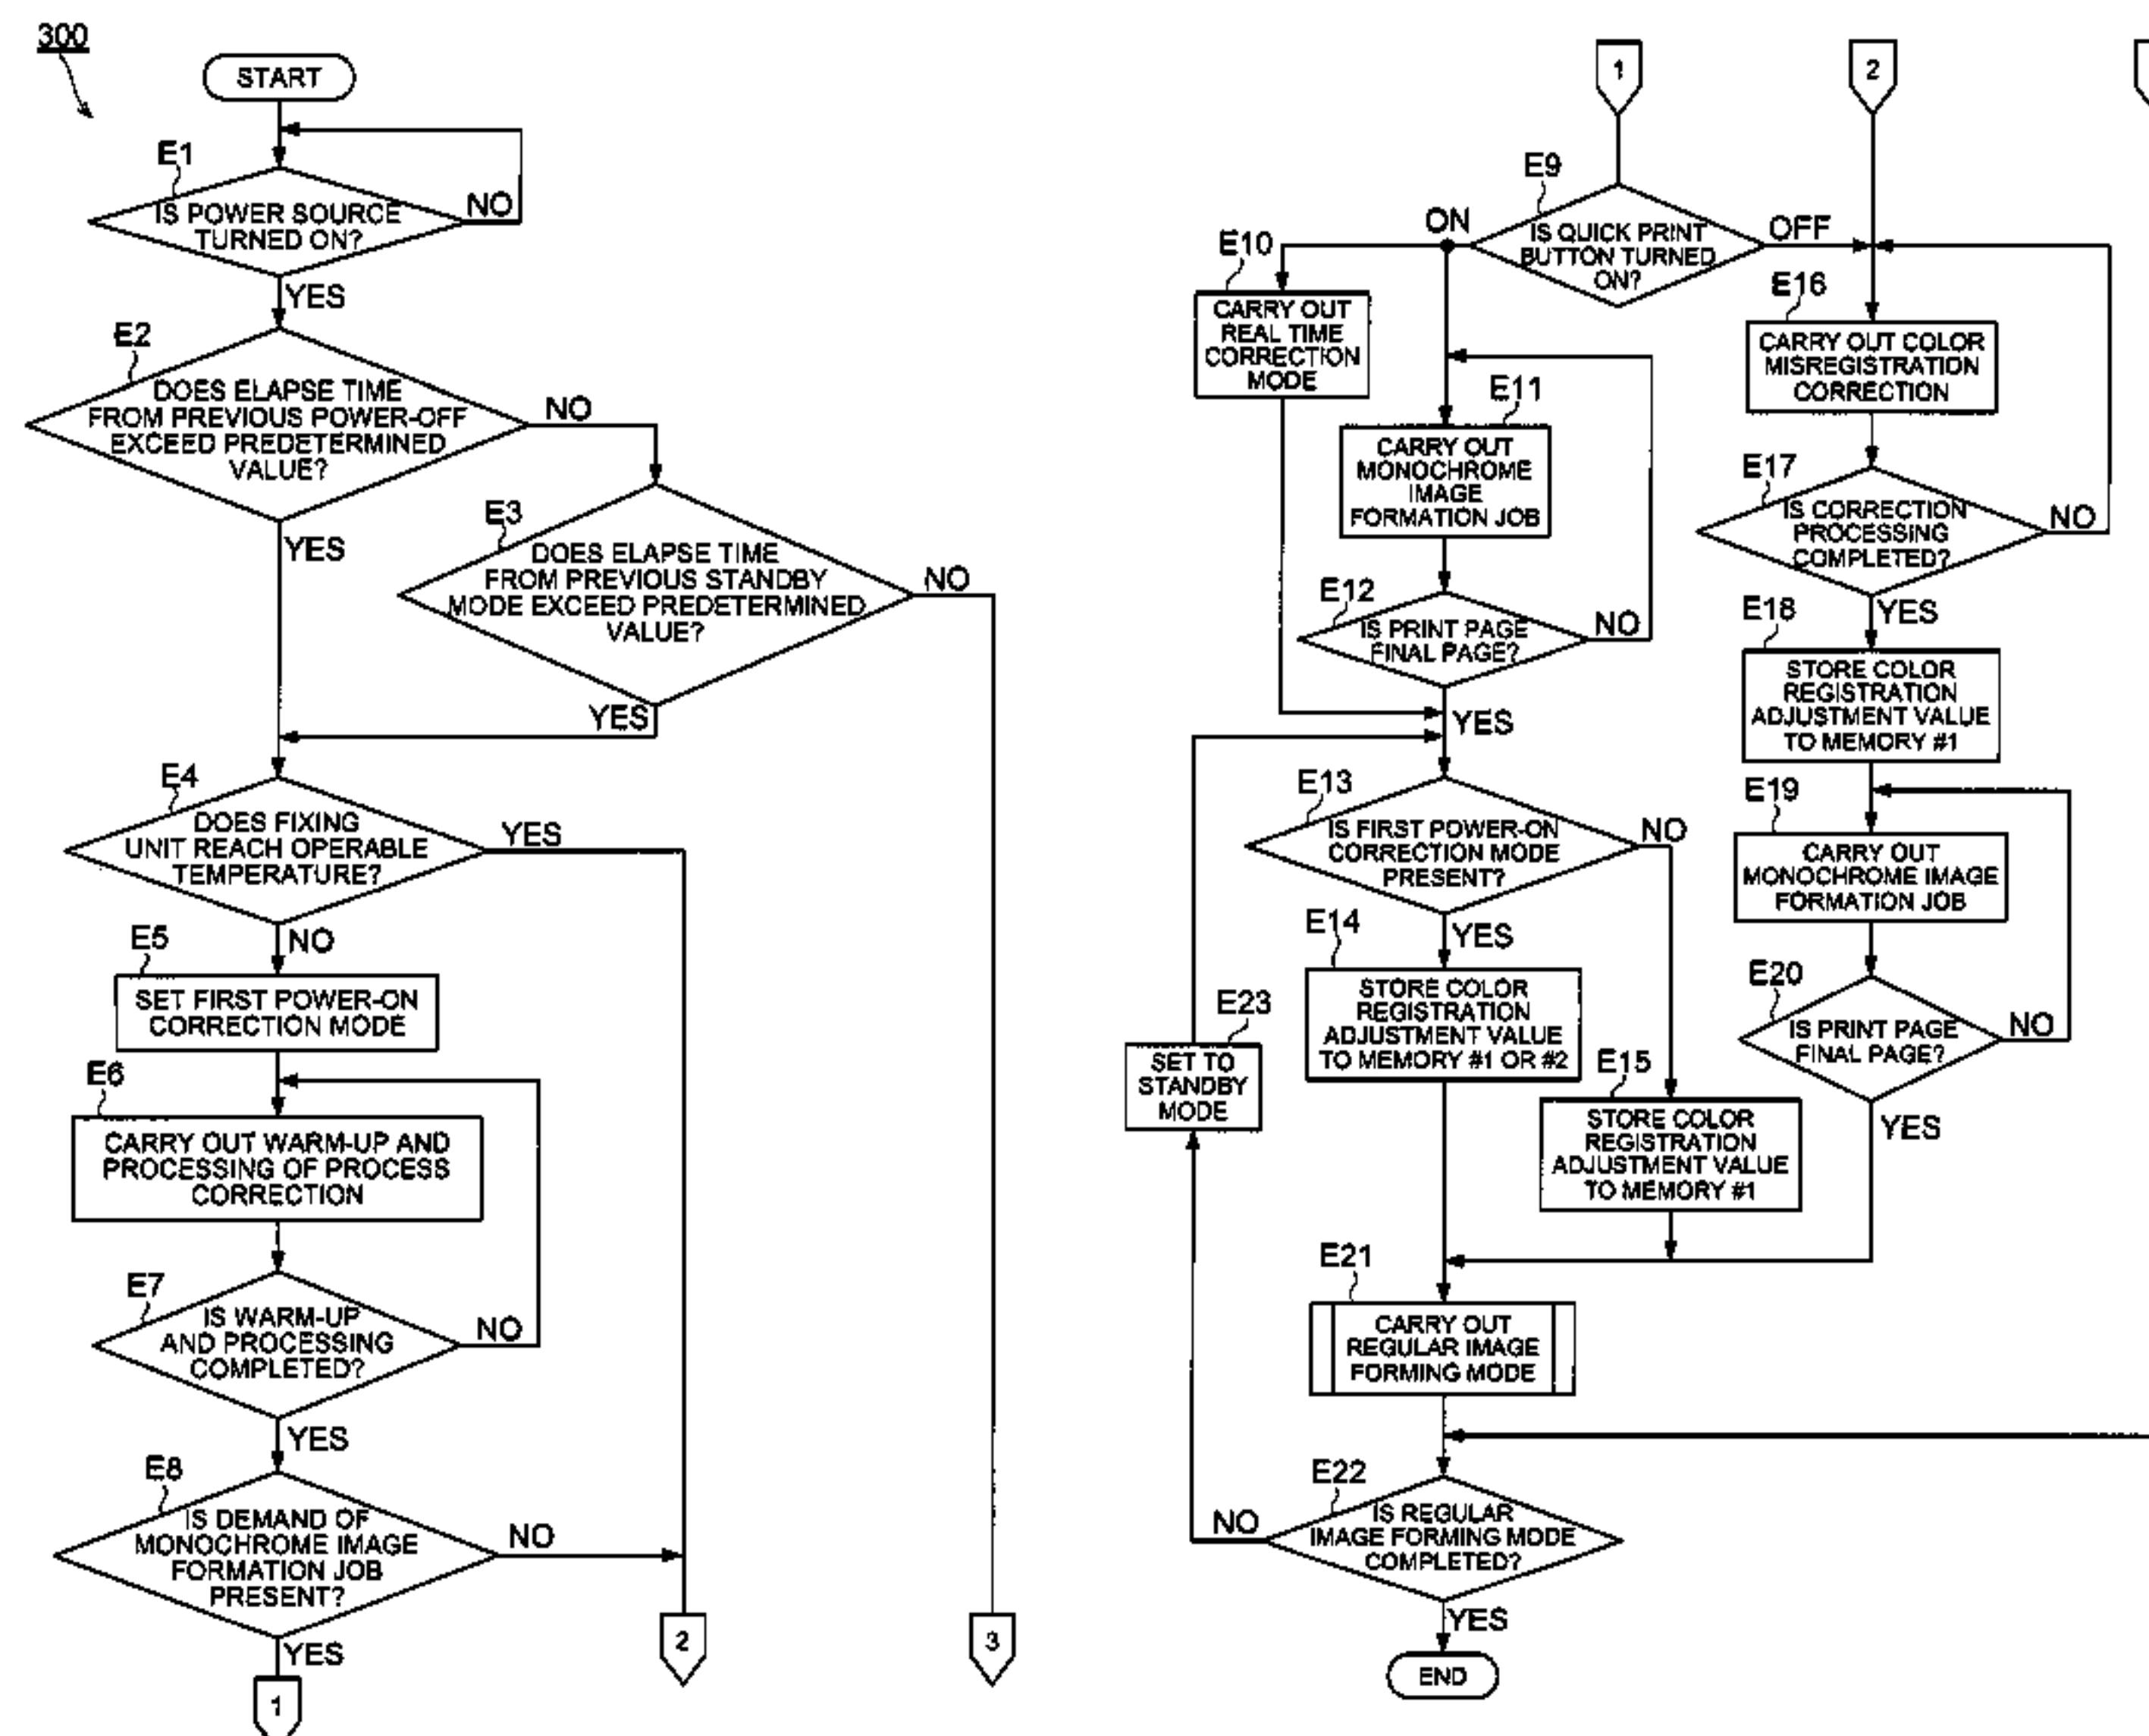 300
START
E1
IS POWER SOURCE
TURNED ON?
NO
YES
E2
DOES ELAPSE TIME
FROM PREVIOUS POWER-OFF
EXCEED PREDETERMINED
VALUE?
NO
YES
E3
DOES ELAPSE TIME
FROM PREVIOUS STANDBY
MODE EXCEED PREDETERMINED
VALUE?
NO
YES
E4
DOES FIXING
UNIT REACH OPERABLE
TEMPERATURE?
YES
NO
E5
SET FIRST POWER-ON
CORRECTION MODE
E6
CARRY OUT WARM-UP AND
PROCESSING OF PROCESS
CORRECTION
E7
IS WARM-UP
AND PROCESSING
COMPLETED?
NO
YES
E8
IS DEMAND OF
MONOCHROME IMAGE
FORMATION JOB
PRESENT?
NO
YES
1
2
3
1
2
E9
IS QUICK PRINT
BUTTON TURNED
ON?
ON
OFF
E10
CARRY OUT
REAL TIME
CORRECTION
MODE
E11
CARRY OUT
MONOCHROME
IMAGE
FORMATION JOB
E12
IS PRINT PAGE
FINAL PAGE?
NO
YES
E13
IS FIRST POWER-ON
CORRECTION MODE
PRESENT?
NO
YES
E14
STORE COLOR
REGISTRATION
ADJUSTMENT VALUE
TO MEMORY #1 OR #2
E15
STORE COLOR
REGISTRATION
ADJUSTMENT VALUE
TO MEMORY #1
E16
CARRY OUT COLOR
MISREGISTRATION
CORRECTION
E17
IS CORRECTION
PROCESSING
COMPLETED?
NO
YES
E18
STORE COLOR
REGISTRATION
ADJUSTMENT VALUE
TO MEMORY #1
E19
CARRY OUT
MONOCHROME IMAGE
FORMATION JOB
E20
IS PRINT PAGE
FINAL PAGE?
NO
YES
E21
CARRY OUT
REGULAR IMAGE
FORMING MODE
E22
IS REGULAR
IMAGE FORMING MODE
COMPLETED?
NO
YES
E23
SET TO
STANDBY
MODE
END